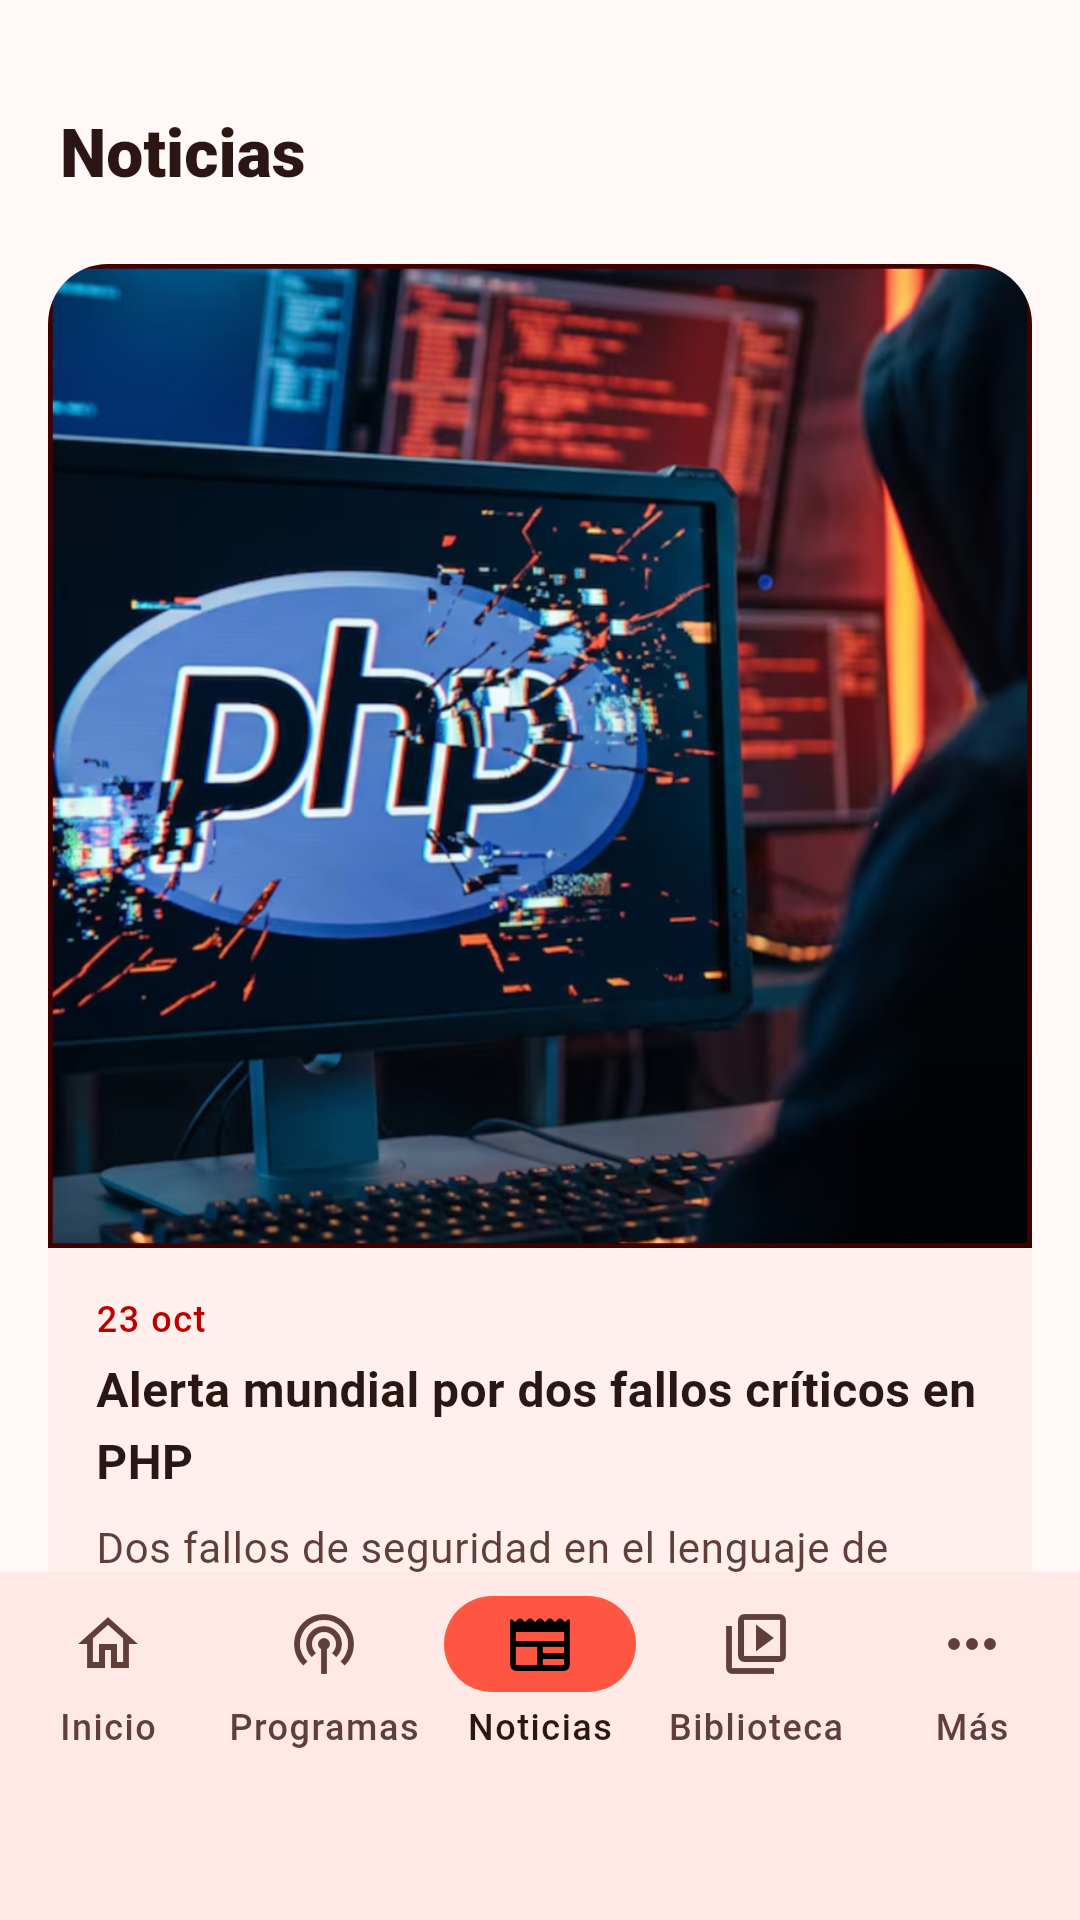 Noticias
php
23 oct
Alerta mundial por dos fallos críticos en
PHP
Dos fallos de seguridad en el lenguaje de
Inicio
Programas
Noticias
Biblioteca
Más